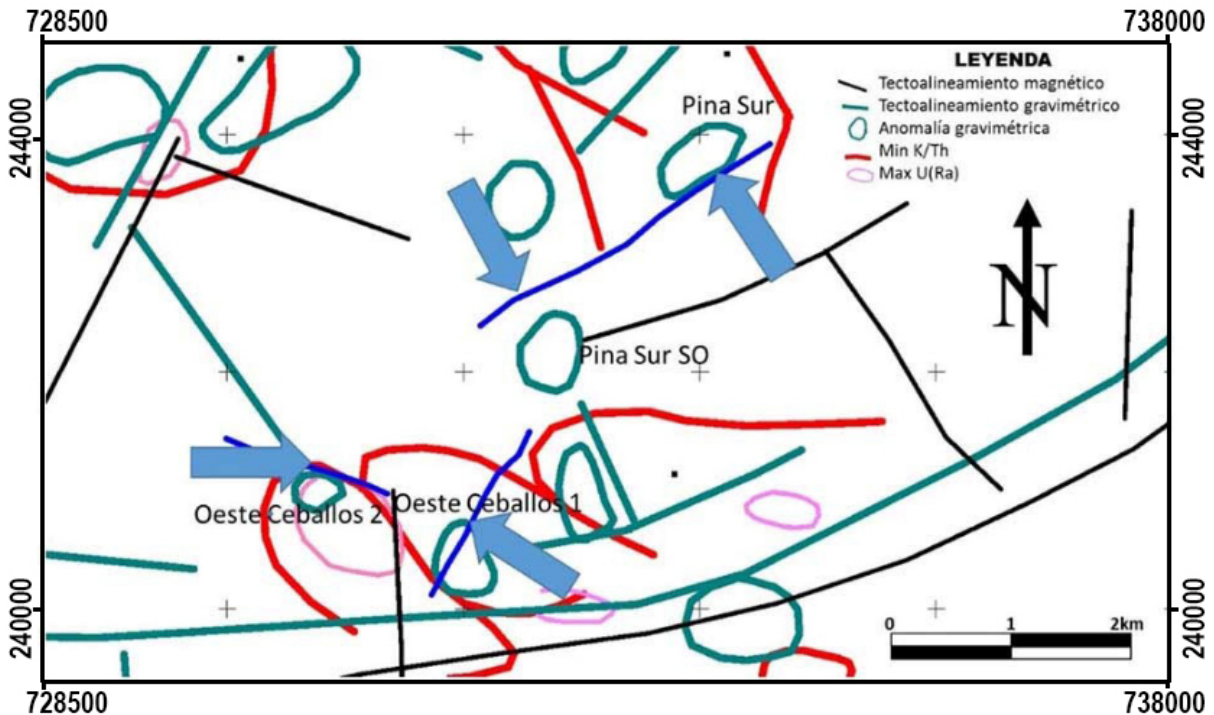 728500
738000
LEYENDA
Tectoalineamiento magnético
Tectoalineamiento gravimétrico
Anomalía gravimétrica
Min K/Th
Max U(Ra)
Pina Sur
244000
244000
N
Pina Sur SO
Oeste Ceballos 1
Oeste Ceballos 2
240000
240000
0 1 2km
728500
738000